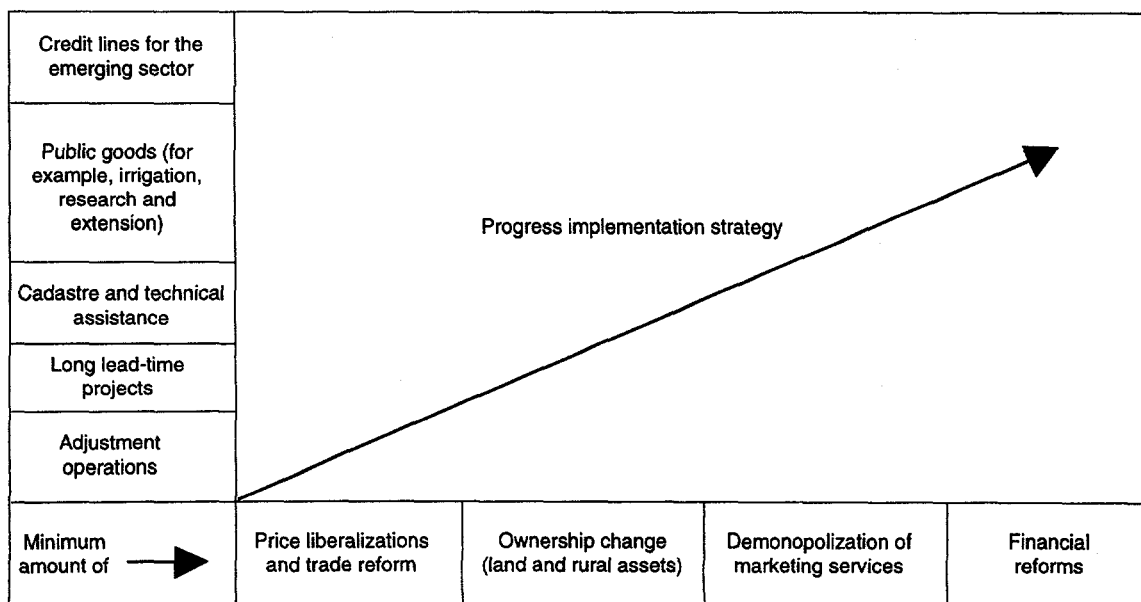 Credit lines for the
emerging sector
Public goods (for
example, irrigation,
research and
extension)
Progress implementation strategy
Cadastre and technical
assistance
Long lead-time
projects
Adjustment
operations
Minimum
amount of
Price liberalizations
and trade reform
Ownership change
(land and rural assets)
Demonopolization of
marketing services
Financial
reforms